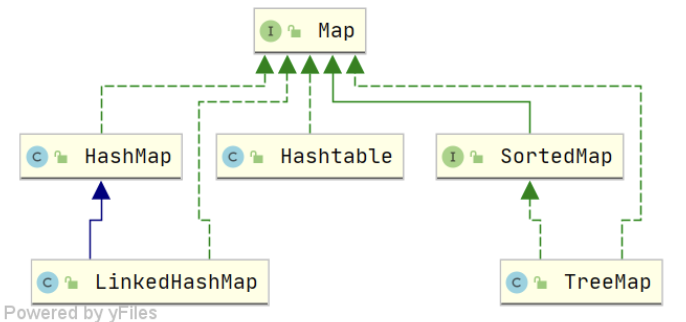 I Map
C HashMap
C Hashtable
I SortedMap
C LinkedHashMap
C TreeMap
Powered by yFiles